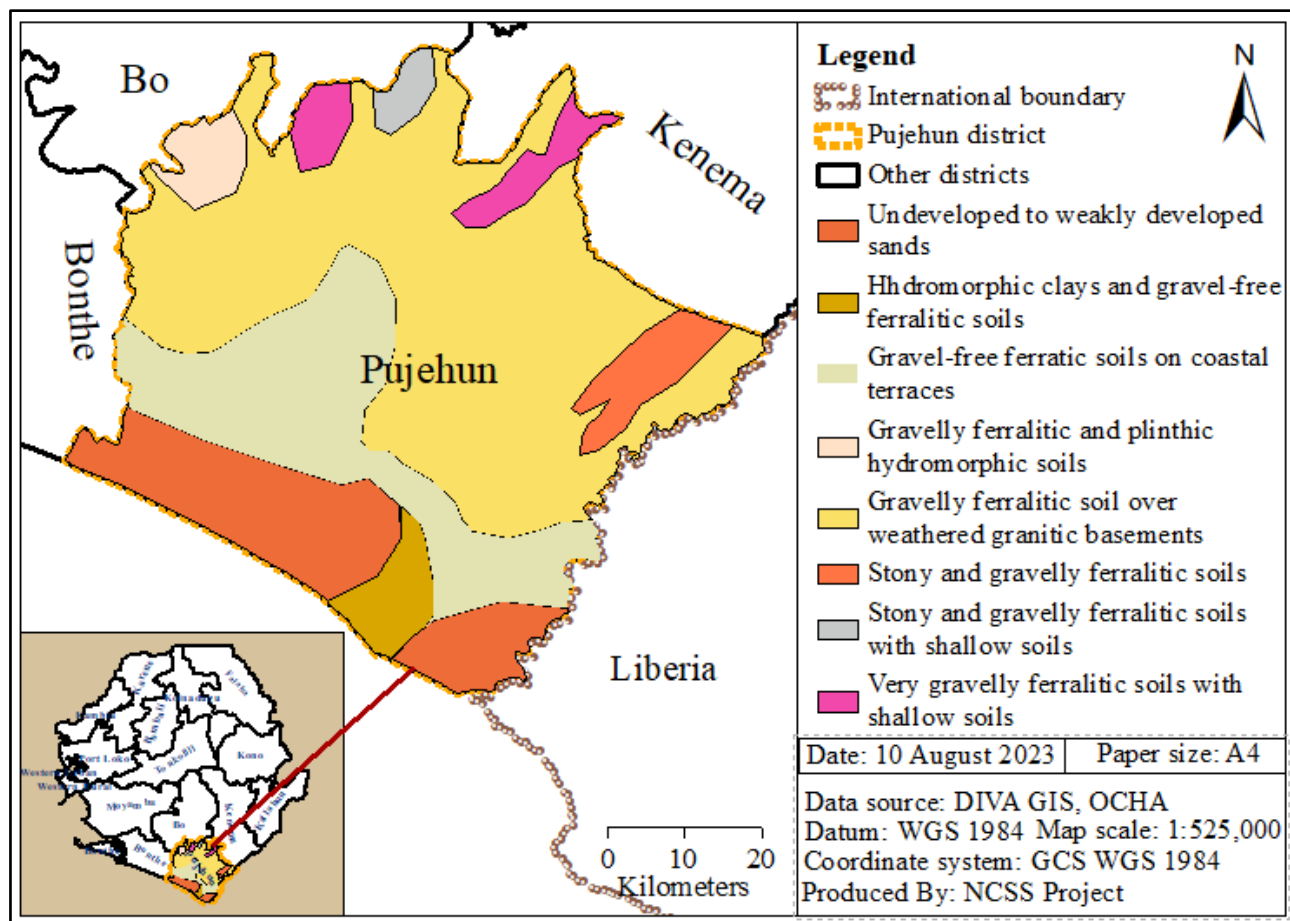 Bo
Kenema
Bonthe
Pujehun
Liberia
Legend
N
International boundary
Pujehun district
Other districts
Undeveloped to weakly developed
sands
Hhdromorphic clays and gravel-free
ferralitic soils
Gravel-free ferratic soils on coastal
terraces
Gravelly ferralitic and plinthic
hydromorphic soils
Gravelly ferralitic soil over
weathered granitic basements
Stony and gravelly ferralitic soils
Stony and gravelly ferralitic soils
with shallow soils
Very gravelly ferralitic soils with
shallow soils
Date: 10 August 2023
Paper size: A4
Data source: DIVA GIS, OCHA
Datum: WGS 1984 Map scale: 1:525,000
Coordinate system: GCS WGS 1984
Produced By: NCSS Project
0 10 20
Kilometers
Kono
Bo
Bonthe